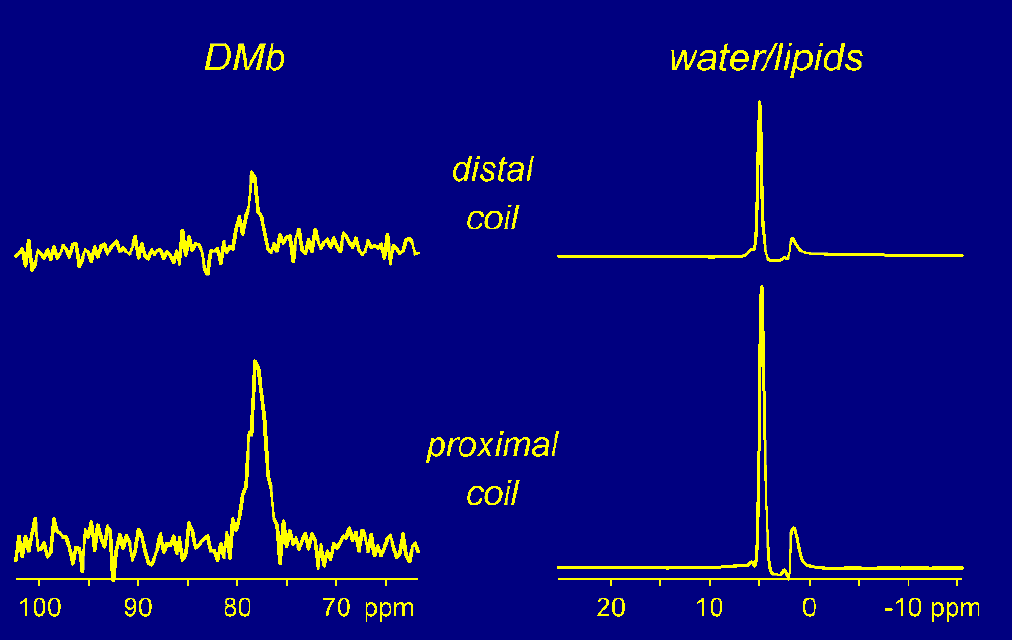 DMb
water/lipids
distal
coil
proximal
coil
100 90 80 70 ppm
20 10 0 -10 ppm